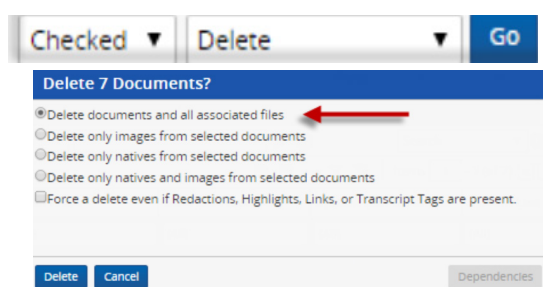 Checked Delete Go
Delete 7 Documents?
Delete documents and all associated files
Delete only images from selected documents
Delete only natives from selected documents
Delete only natives and images from selected documents
Force a delete even if Redactions, Highlights, Links, or Transcript Tags are present.
Delete Cancel Dependencies